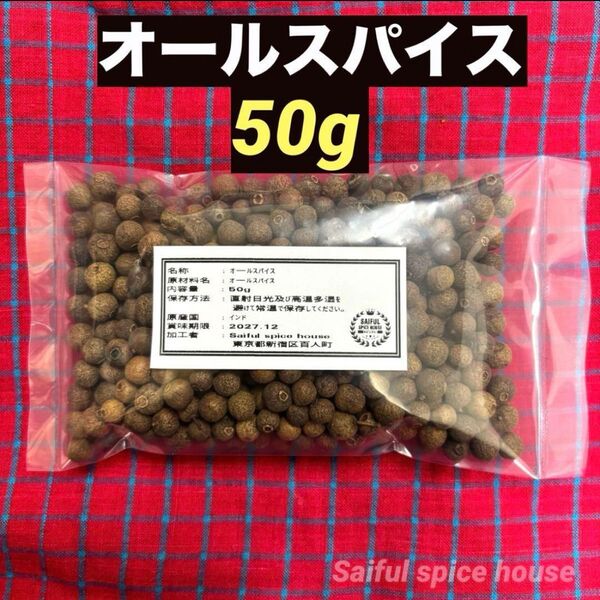 オールスパイス
50g
名称 : オールスパイス
原材料名 : オールスパイス
内容量 : 50g
保存方法 : 直射日光及び高温多湿を
避けて常温で保存してください。
原産国 : インド
賞味期限 : 2027.12
加工者 : Saiful spice house
東京都新宿区百人町
SAIFUL
SPICE HOUSE
Saiful spice house